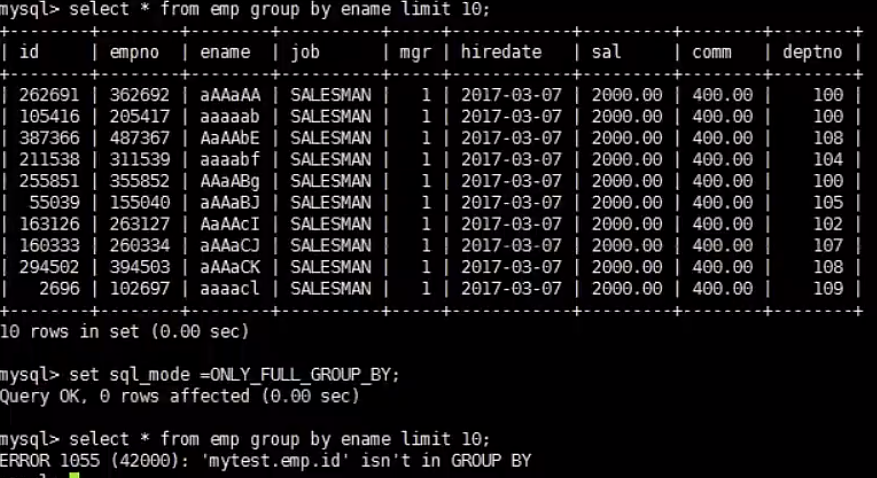 mysql> select * from emp group by ename limit 10;
+--------+--------+--------+----------+-----+------------+---------+--------+--------+
| id | empno | ename | job | mgr | hiredate | sal | comm | deptno |
+--------+--------+--------+----------+-----+------------+---------+--------+--------+
| 262691 | 362692 | aAAaAA | SALESMAN | 1 | 2017-03-07 | 2000.00 | 400.00 | 100 |
| 105416 | 205417 | aaaaab | SALESMAN | 1 | 2017-03-07 | 2000.00 | 400.00 | 100 |
| 387366 | 487367 | AaAAbE | SALESMAN | 1 | 2017-03-07 | 2000.00 | 400.00 | 108 |
| 211538 | 311539 | aaaabf | SALESMAN | 1 | 2017-03-07 | 2000.00 | 400.00 | 104 |
| 255851 | 355852 | AAaABg | SALESMAN | 1 | 2017-03-07 | 2000.00 | 400.00 | 100 |
| 55039 | 155040 | aAAaBJ | SALESMAN | 1 | 2017-03-07 | 2000.00 | 400.00 | 105 |
| 163126 | 263127 | AaAAcI | SALESMAN | 1 | 2017-03-07 | 2000.00 | 400.00 | 102 |
| 160333 | 260334 | aAAaCJ | SALESMAN | 1 | 2017-03-07 | 2000.00 | 400.00 | 107 |
| 294502 | 394503 | aAAaCK | SALESMAN | 1 | 2017-03-07 | 2000.00 | 400.00 | 108 |
| 2696 | 102697 | aaaacl | SALESMAN | 1 | 2017-03-07 | 2000.00 | 400.00 | 109 |
+--------+--------+--------+----------+-----+------------+---------+--------+--------+
10 rows in set (0.00 sec)
mysql> set sql_mode =ONLY_FULL_GROUP_BY;
Query OK, 0 rows affected (0.00 sec)
mysql> select * from emp group by ename limit 10;
ERROR 1055 (42000): 'mytest.emp.id' isn't in GROUP BY